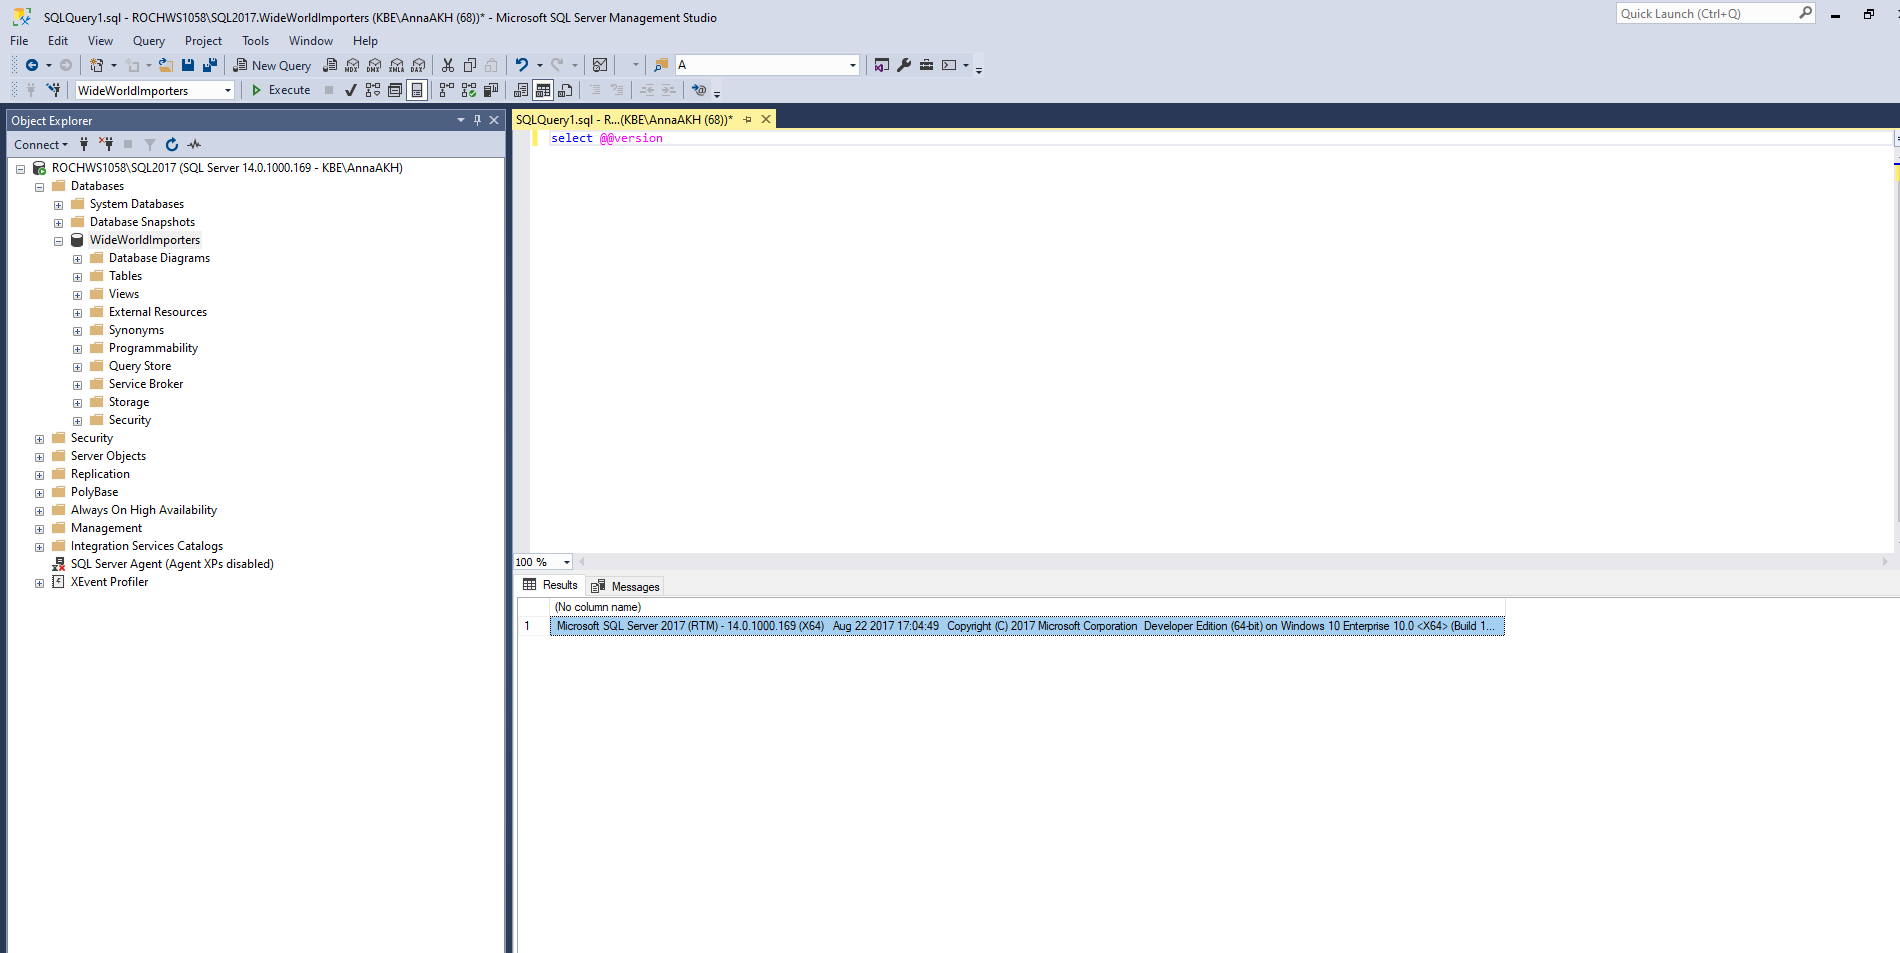 SQLQuery1.sql - ROCHWS1058\SQL2017.WideWorldImporters (KBE\AnnaAKH (68))* - Microsoft SQL Server Management Studio
Quick Launch (Ctrl+Q)
File Edit View Query Project Tools Window Help
New Query MDX DMX XMLA DAX A
WideWorldImporters Execute
Object Explorer
SQLQuery1.sql - R...(KBE\AnnaAKH (68))*
Connect
select @@version
ROCHWS1058\SQL2017 (SQL Server 14.0.1000.169 - KBE\AnnaAKH)
Databases
System Databases
Database Snapshots
WideWorldImporters
Database Diagrams
Tables
Views
External Resources
Synonyms
Programmability
Query Store
Service Broker
Storage
Security
Security
Server Objects
Replication
PolyBase
Always On High Availability
Management
Integration Services Catalogs
SQL Server Agent (Agent XPs disabled)
XEvent Profiler
100 %
Results Messages
(No column name)
1 Microsoft SQL Server 2017 (RTM) - 14.0.1000.169 (X64) Aug 22 2017 17:04:49 Copyright (C) 2017 Microsoft Corporation Developer Edition (64-bit) on Windows 10 Enterprise 10.0 <X64> (Build 1...